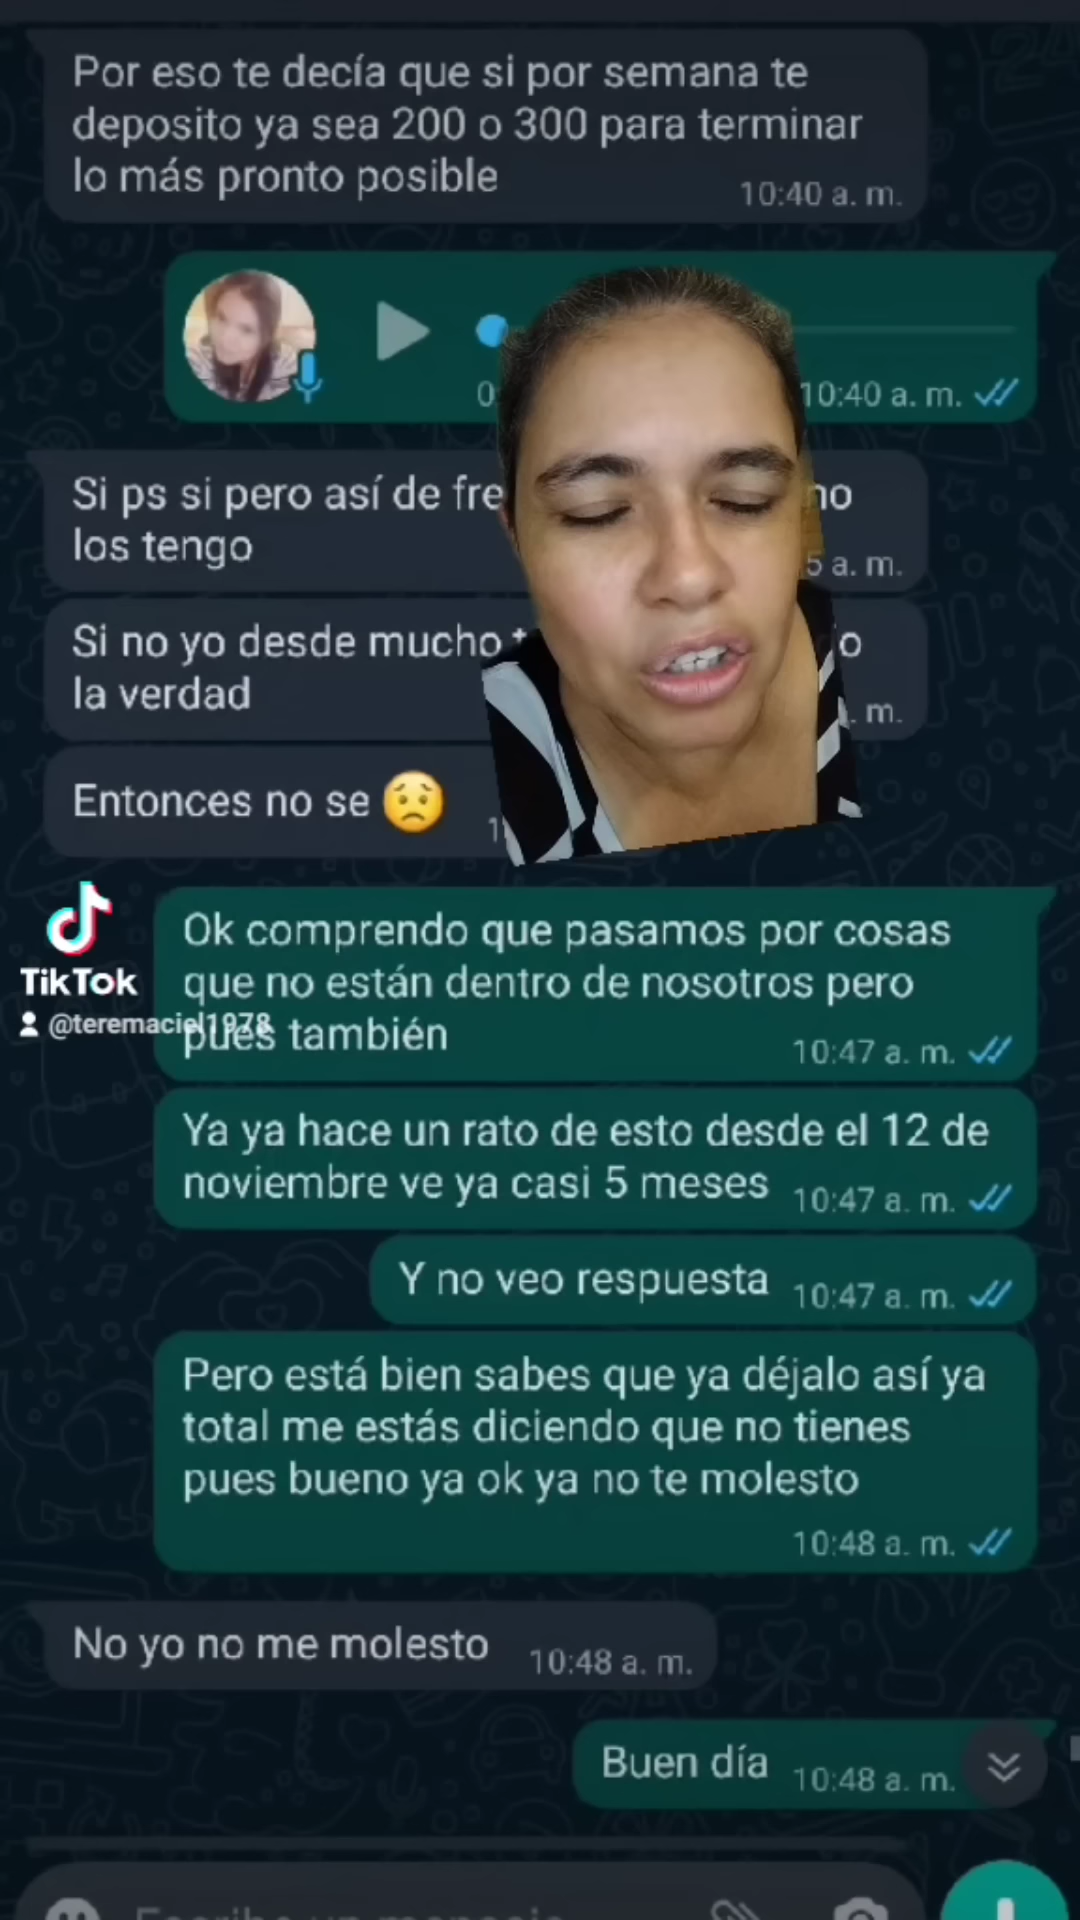 Por eso te decía que si por semana te
deposito ya sea 200 o 300 para terminar
lo más pronto posible
10:40 a. m.
10:40 a. m.
Si ps si pero así de
no
los tengo
a. m.
Si no yo desde mucho
la verdad
m.
Entonces no se 😟
Ok comprendo que pasamos por cosas
que no están dentro de nosotros pero
pues también
10:47 a. m.
TikTok
@teremaciel1978
Ya ya hace un rato de esto desde el 12 de
noviembre ve ya casi 5 meses
10:47 a. m.
Y no veo respuesta
10:47 a. m.
Pero está bien sabes que ya déjalo así ya
total me estás diciendo que no tienes
pues bueno ya ok ya no te molesto
10:48 a. m.
No yo no me molesto
10:48 a. m.
Buen día
10:48 a. m.